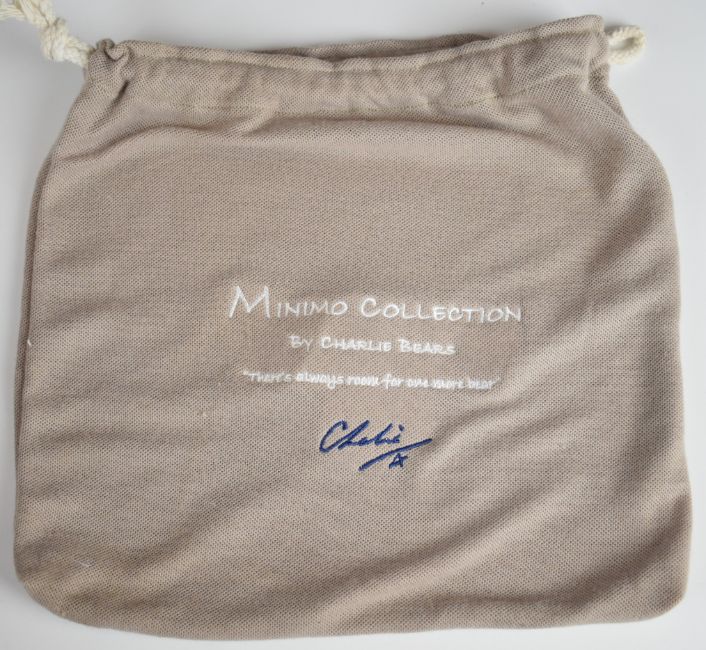 Minimo Collection
By Charlie Bears
"There's always room for one more bear"
Charlie